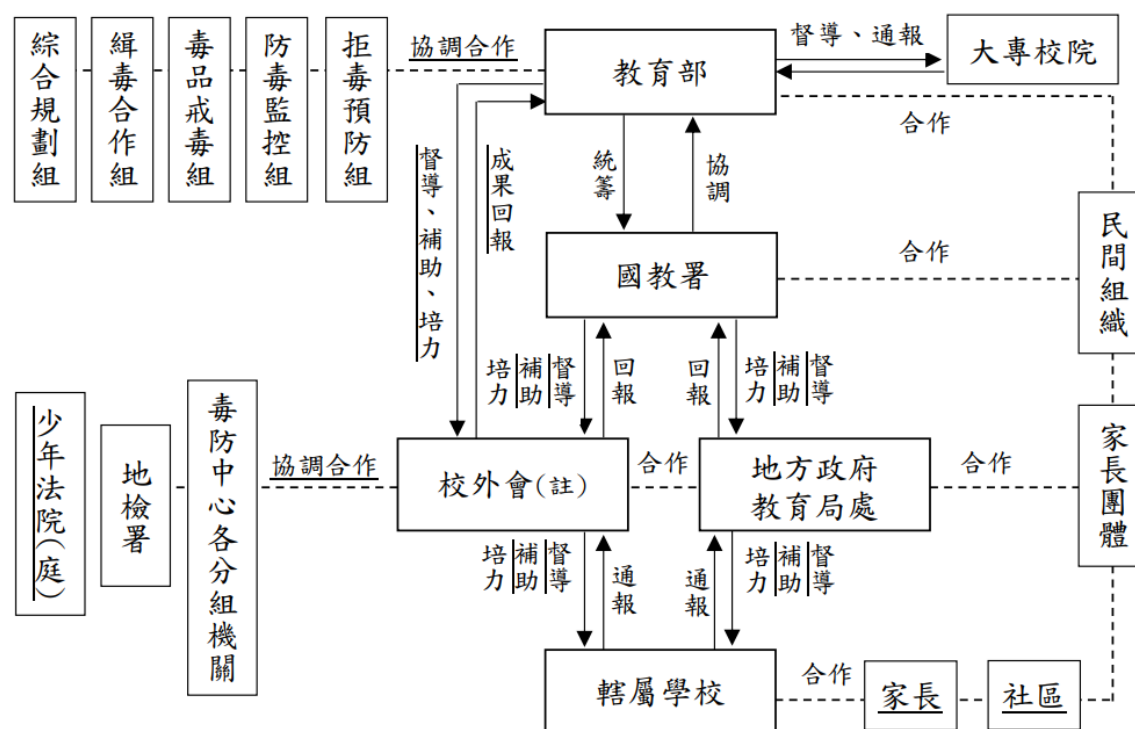 綜合規劃組
緝毒合作組
毒品戒毒組
防毒監控組
拒毒預防組
協調合作
教育部
督導、通報
大專校院
合作
督導、補助、培力
成果回報
統籌
協調
國教署
合作
民間組織
培力
補助
督導
回報
回報
培力
補助
督導
少年法院(庭)
地檢署
毒防中心各分組機關
協調合作
校外會(註)
合作
地方政府
教育局處
合作
家長團體
培力
補助
督導
通報
通報
培力
補助
督導
轄屬學校
合作
家長
社區